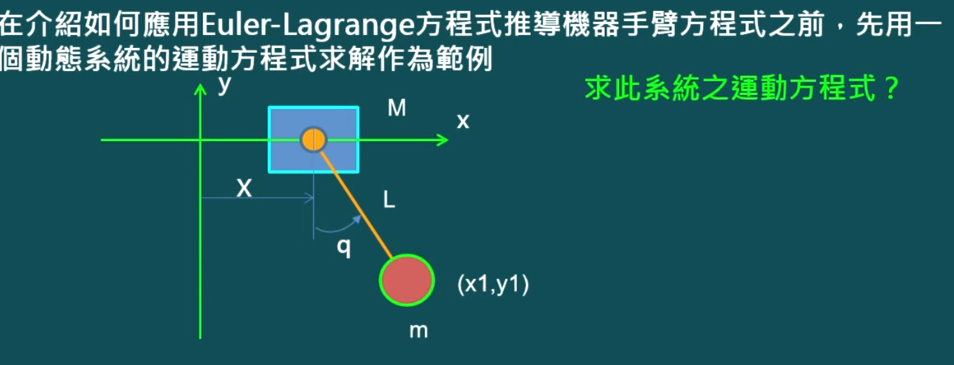 在介紹如何應用Euler-Lagrange方程式推導機器手臂方程式之前，先用一
個動態系統的運動方程式求解作為範例
求此系統之運動方程式？
y
M
x
X
L
q
(x1,y1)
m